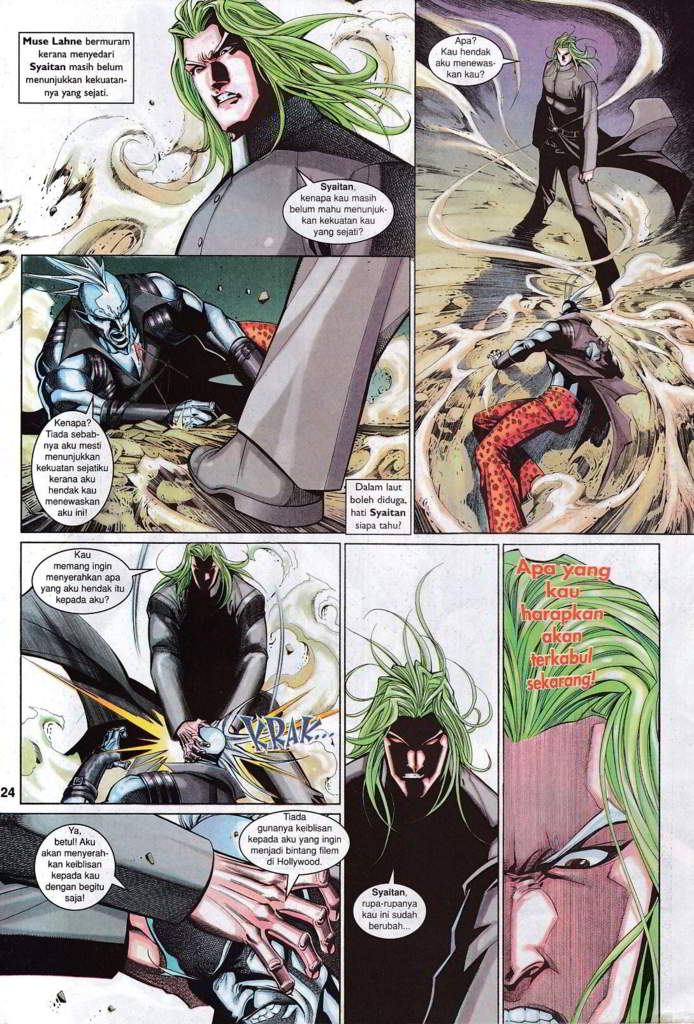 Muse Lahne bermuram
kerana menyedari
Syaitan masih belum
menunjukkan kekuatan-
nya yang sejati.
Syaitan,
kenapa kau masih
belum mahu menunjuk-
kan kekuatan kau
yang sejati?
Apa?
Kau hendak
aku menewas-
kan kau?
Kenapa?
Tiada sebab-
nya aku mesti
menunjukkan
kekuatan sejatiku
kerana aku
hendak kau
menewaskan
aku ini!
Dalam laut
boleh diduga,
hati Syaitan
siapa tahu?
Kau
memang ingin
menyerahkan apa
yang aku hendak itu
kepada aku?
KRAK...
24
Ya,
betul! Aku
akan menyerah-
kan keiblisan
kepada kau
dengan begitu
saja!
Tiada
gunanya keiblisan
kepada aku yang ingin
menjadi bintang filem
di Hollywood.
Syaitan,
rupa-rupanya
kau ini sudah
berubah...
Apa yang
kau
harapkan
akan
terkabul
sekarang!